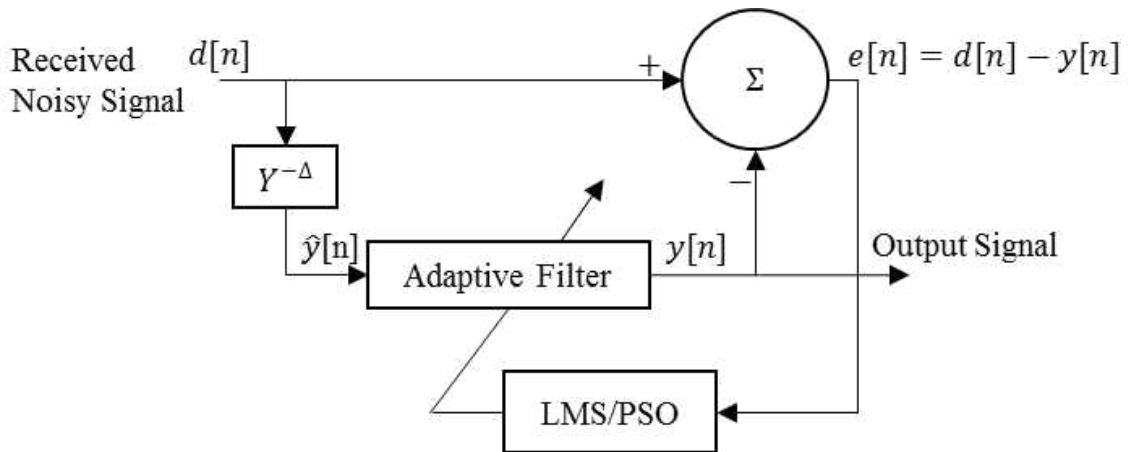 Received
Noisy Signal
d[n]
+
Σ
e[n] = d[n] − y[n]
Y^{−Δ}
−
ŷ[n]
Adaptive Filter
y[n]
Output Signal
LMS/PSO